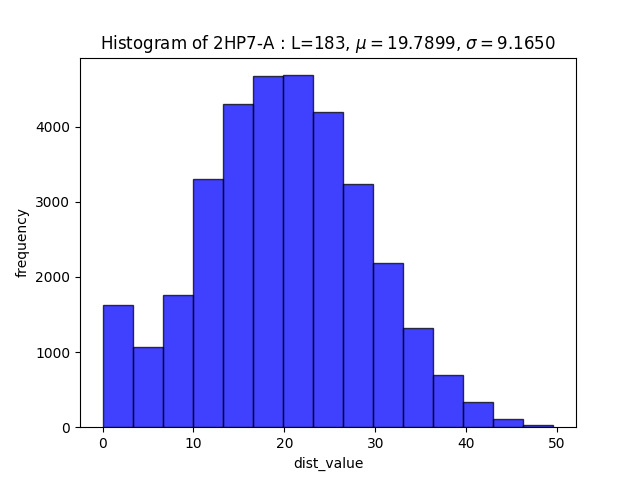 Histogram of 2HP7-A : L=183, μ = 19.7899, σ = 9.1650
4000
3000
2000
1000
0
frequency
0 10 20 30 40 50
dist_value